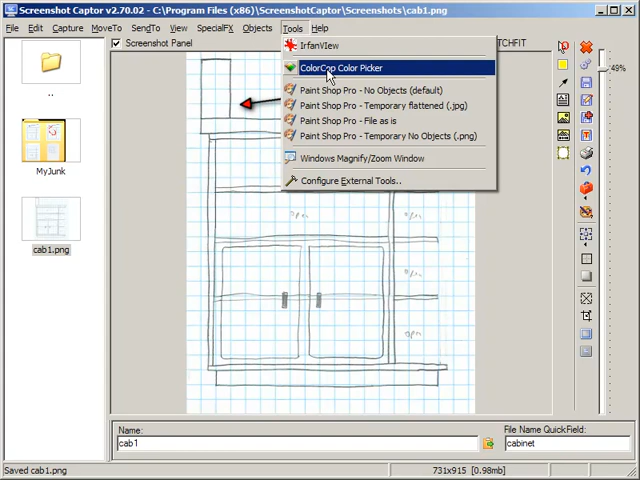 Screenshot Captor v2.70.02 - C:\Program Files\ScreenshotCaptor\Screenshots\cab1.png
File Edit Capture MoveTo SendTo View SpecialFX Objects Tools Help
Screenshot Panel
TCHFIT
IrfanVIew
ColorCop Color Picker
Paint Shop Pro - No Objects (default)
Paint Shop Pro - Temporary flattened (.jpg)
Paint Shop Pro - File as is
Paint Shop Pro - Temporary No Objects (.png)
Windows Magnify/Zoom Window
Configure External Tools..
49%
..
MyJunk
cab1.png
open
open
open
open
Name:
cab1
File Name QuickField:
cabinet
Saved cab1.png
731x915 [0.98mb]